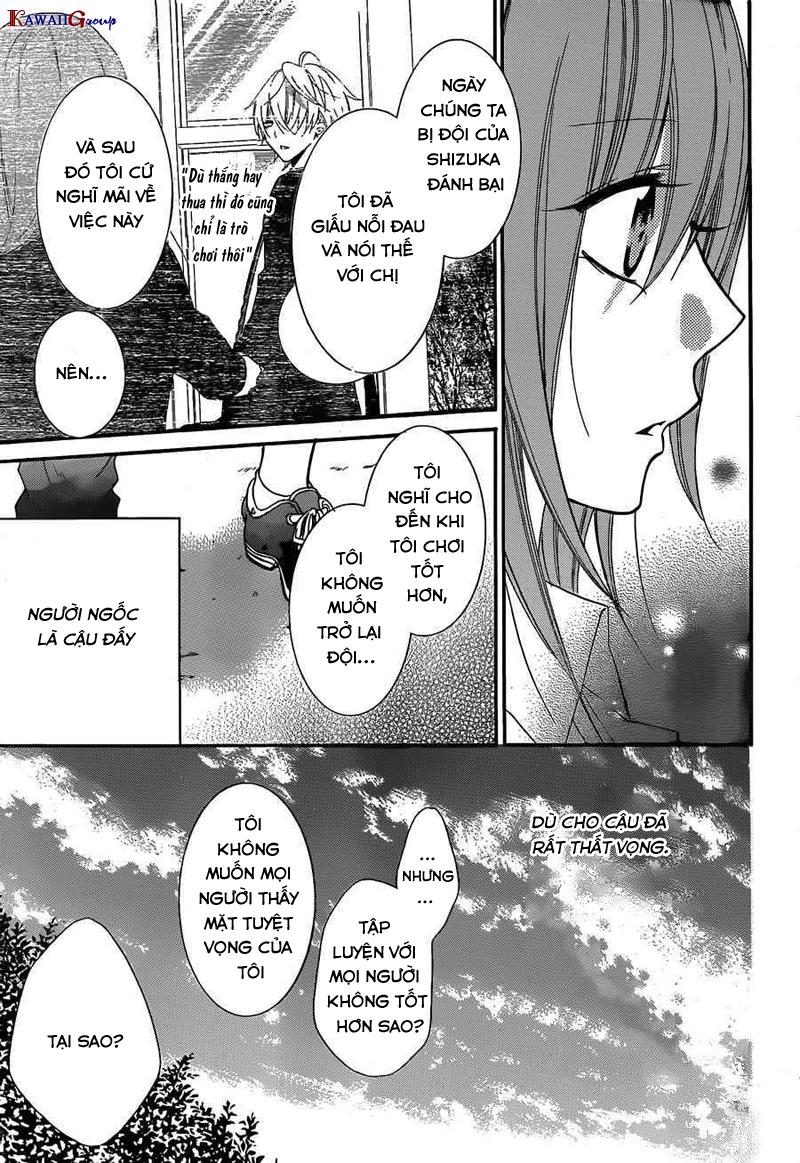 KAWAIIGROUP
NGÀY
CHÚNG TA
BỊ ĐỘI CỦA
SHIZUKA
ĐÁNH BẠI
TÔI ĐÃ
GIẤU NỖI ĐAU
VÀ NÓI THẾ
VỚI CHỊ
"Dù thắng hay
thua thì đó cũng
chỉ là trò
chơi thôi"
VÀ SAU
ĐÓ TÔI CỨ
NGHĨ MÃI VỀ
VIỆC NÀY
NÊN...
TÔI
NGHĨ CHO
ĐẾN KHI
TÔI CHƠI
TỐT
HƠN,
TÔI
KHÔNG
MUỐN
TRỞ LẠI
ĐỘI...
NGƯỜI NGỐC
LÀ CẬU ĐẤY
DÙ CHO CẬU ĐÃ
RẤT THẤT VỌNG.
...
NHƯNG
...
TẬP
LUYỆN VỚI
MỌI NGƯỜI
KHÔNG TỐT
HƠN SAO?
TÔI
KHÔNG
MUỐN MỌI
NGƯỜI THẤY
MẶT TUYỆT
VỌNG CỦA
TÔI
TẠI SAO?